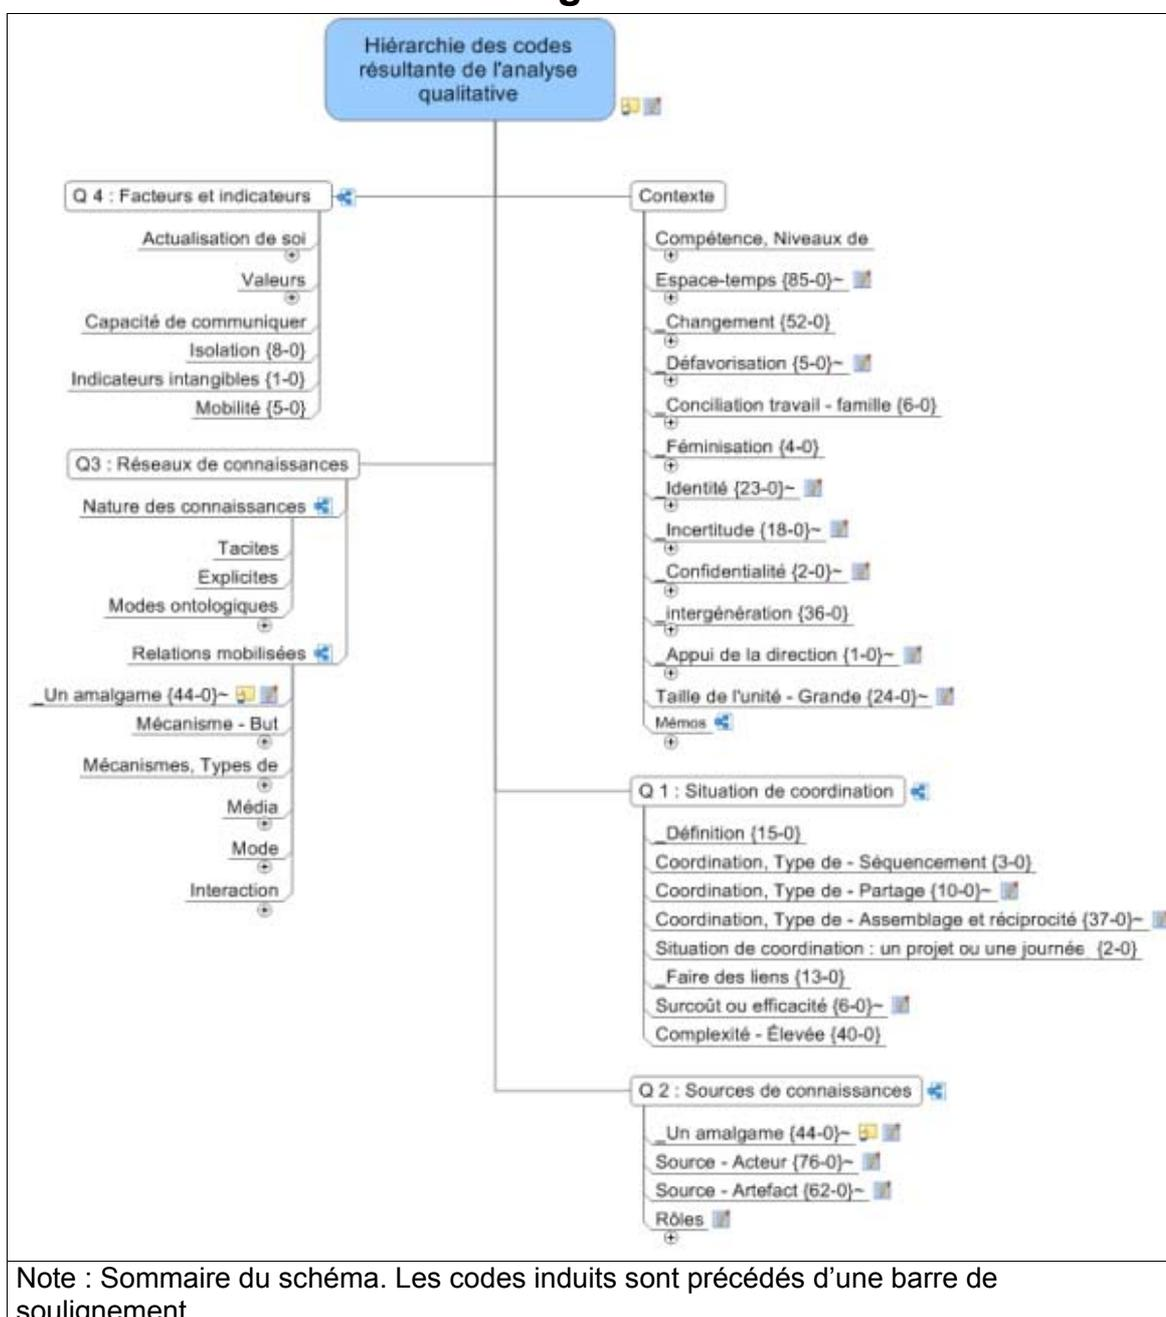 Hiérarchie des codes
résultante de l'analyse
qualitative
Q 4 : Facteurs et indicateurs
Actualisation de soi
Valeurs
Capacité de communiquer
Isolation {8-0}
Indicateurs intangibles {1-0}
Mobilité {5-0}
Q3 : Réseaux de connaissances
Nature des connaissances
Tacites
Explicites
Modes ontologiques
Relations mobilisées
_Un amalgame {44-0}~
Mécanisme - But
Mécanismes, Types de
Média
Mode
Interaction
Contexte
Compétence, Niveaux de
Espace-temps {85-0}~
_Changement {52-0}
_Défavorisation {5-0}~
_Conciliation travail - famille {6-0}
_Féminisation {4-0}
_Identité {23-0}~
_Incertitude {18-0}~
_Confidentialité {2-0}~
_intergénération {36-0}
_Appui de la direction {1-0}~
Taille de l'unité - Grande {24-0}~
Mémos
Q 1 : Situation de coordination
_Définition {15-0}
Coordination, Type de - Séquencement {3-0}
Coordination, Type de - Partage {10-0}~
Coordination, Type de - Assemblage et réciprocité {37-0}~
Situation de coordination : un projet ou une journée {2-0}
_Faire des liens {13-0}
Surcoût ou efficacité {6-0}~
Complexité - Élevée {40-0}
Q 2 : Sources de connaissances
_Un amalgame {44-0}~
Source - Acteur {76-0}~
Source - Artefact {62-0}~
Rôles
Note : Sommaire du schéma. Les codes induits sont précédés d'une barre de
soulignement